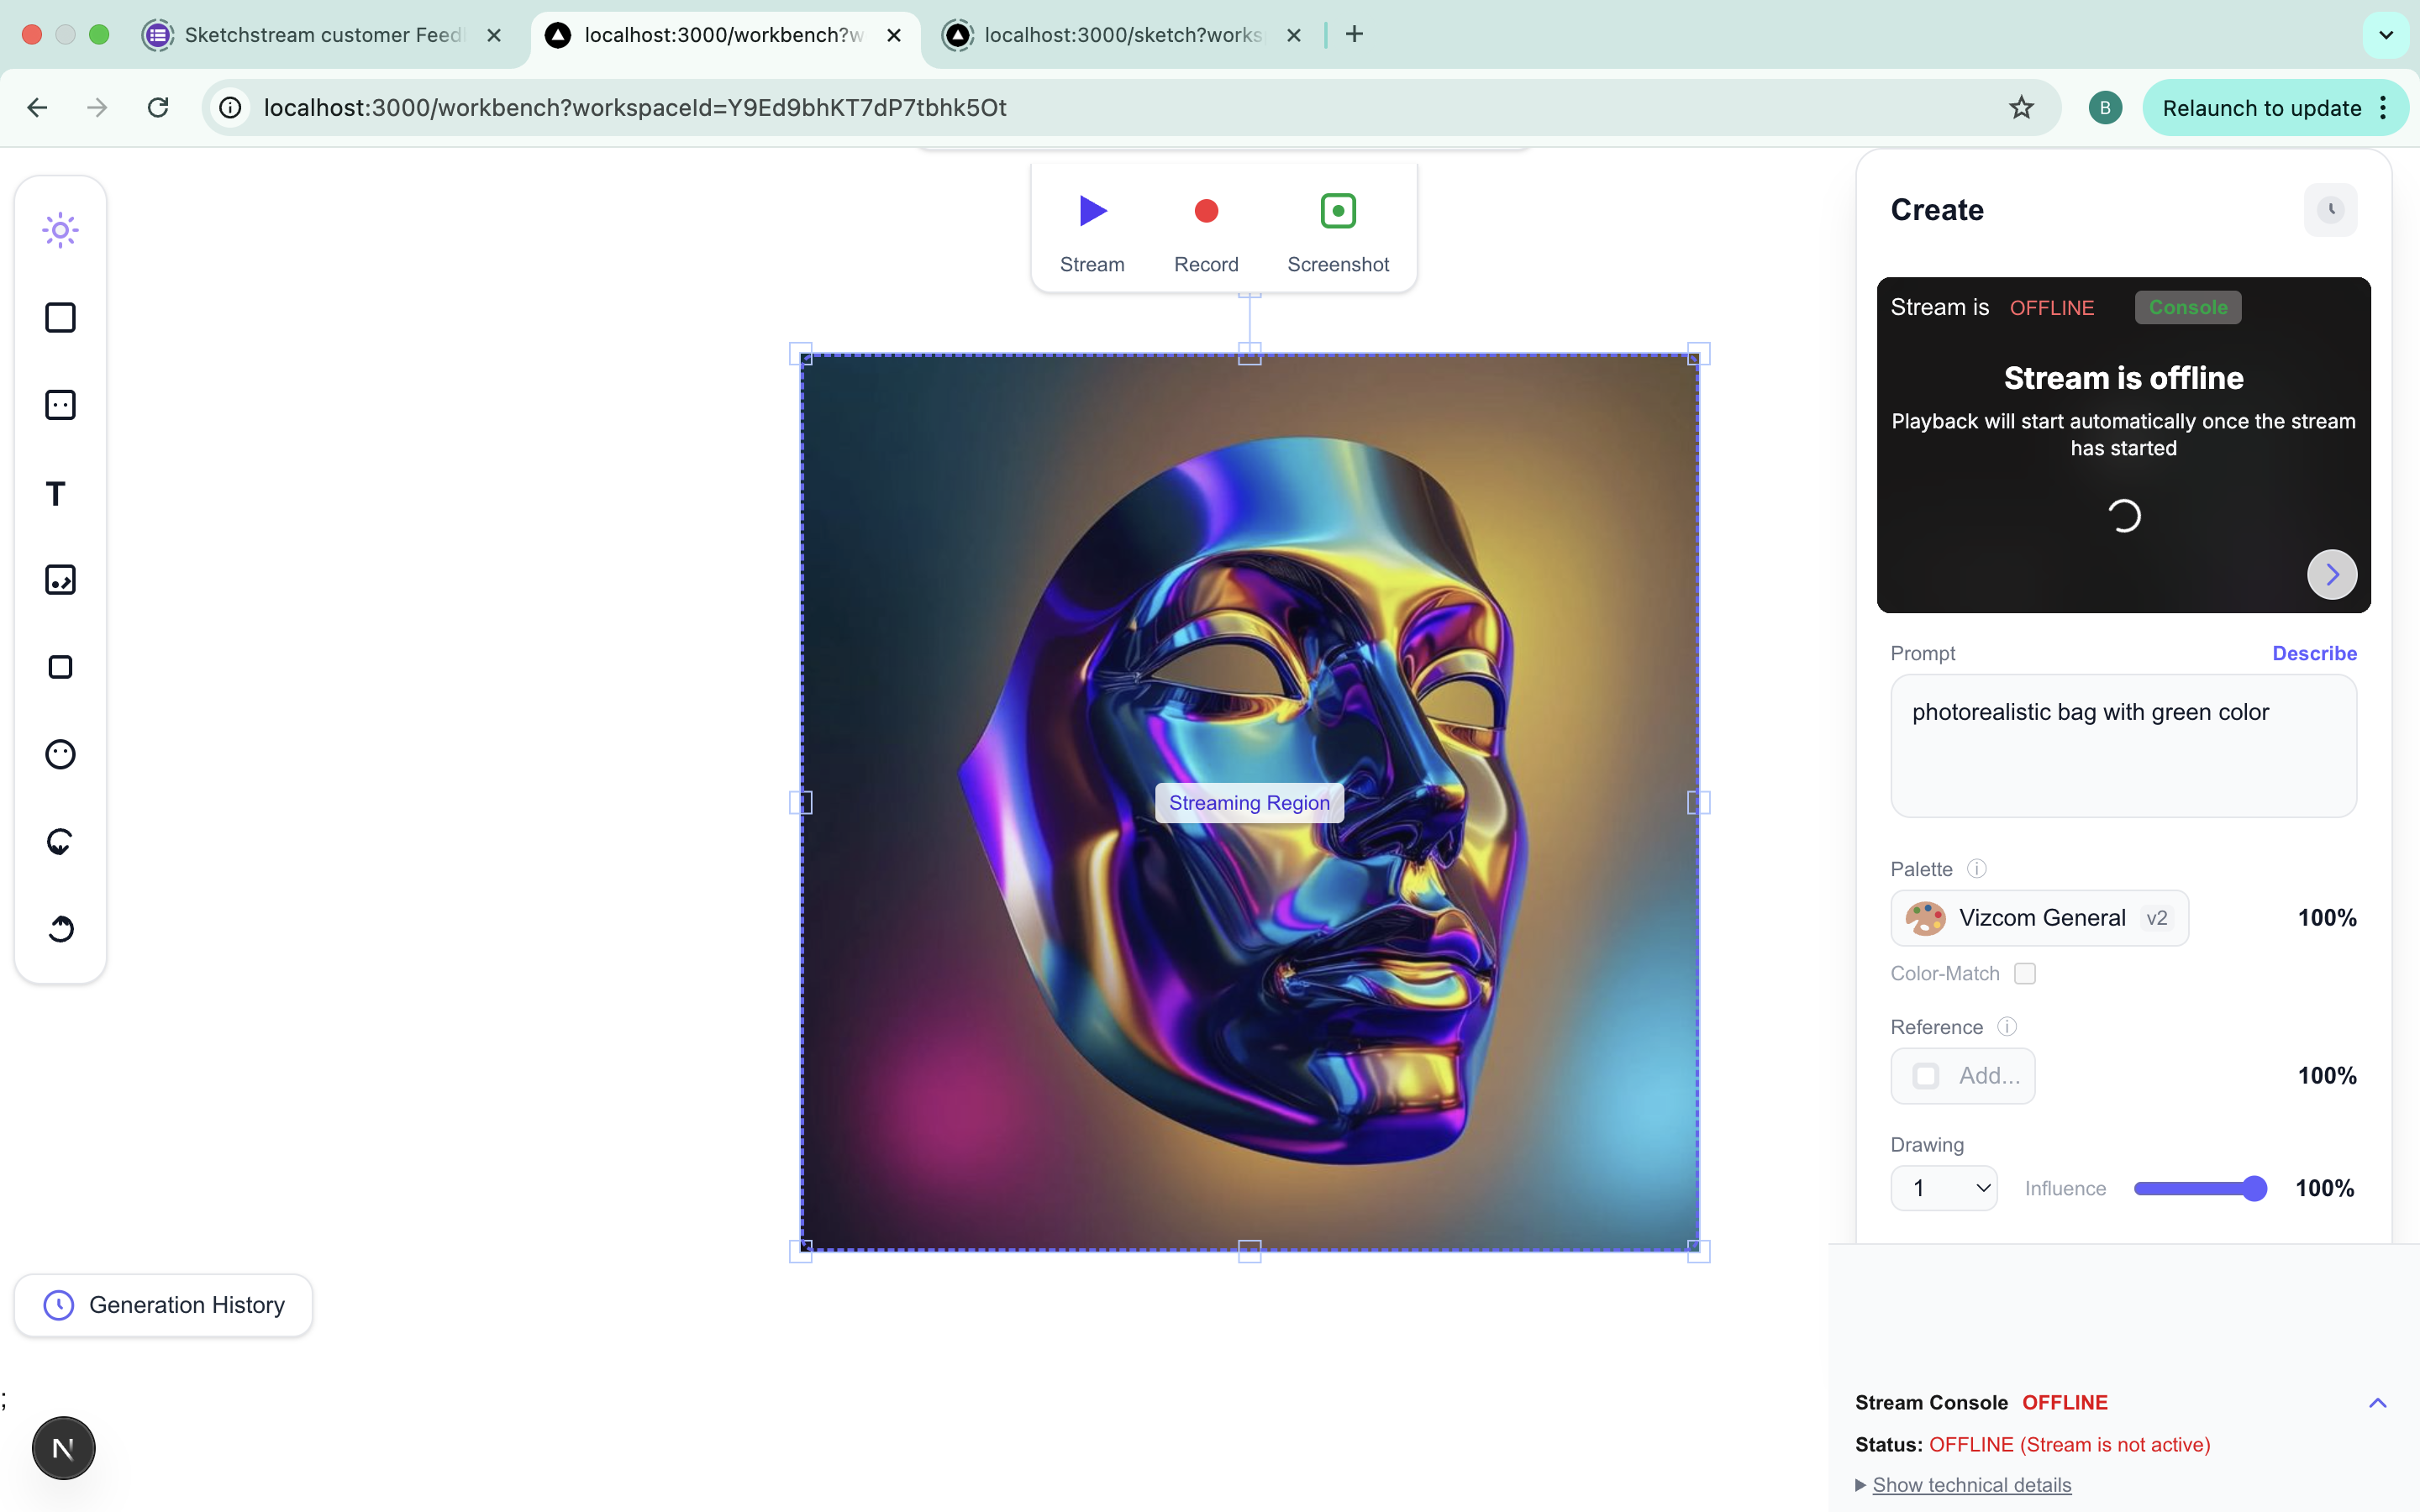 Sketchstream customer Feed
localhost:3000/workbench?w
localhost:3000/sketch?works
localhost:3000/workbench?workspaceId=Y9Ed9bhKT7dP7tbhk5Ot
B
Relaunch to update
Stream
Record
Screenshot
T
Streaming Region
Generation History
;
N
Create
Stream is OFFLINE Console
Stream is offline
Playback will start automatically once the stream
has started
Prompt Describe
photorealistic bag with green color
Palette
Vizcom General v2 100%
Color-Match
Reference
Add... 100%
Drawing
1 Influence 100%
Stream Console OFFLINE
Status: OFFLINE (Stream is not active)
Show technical details